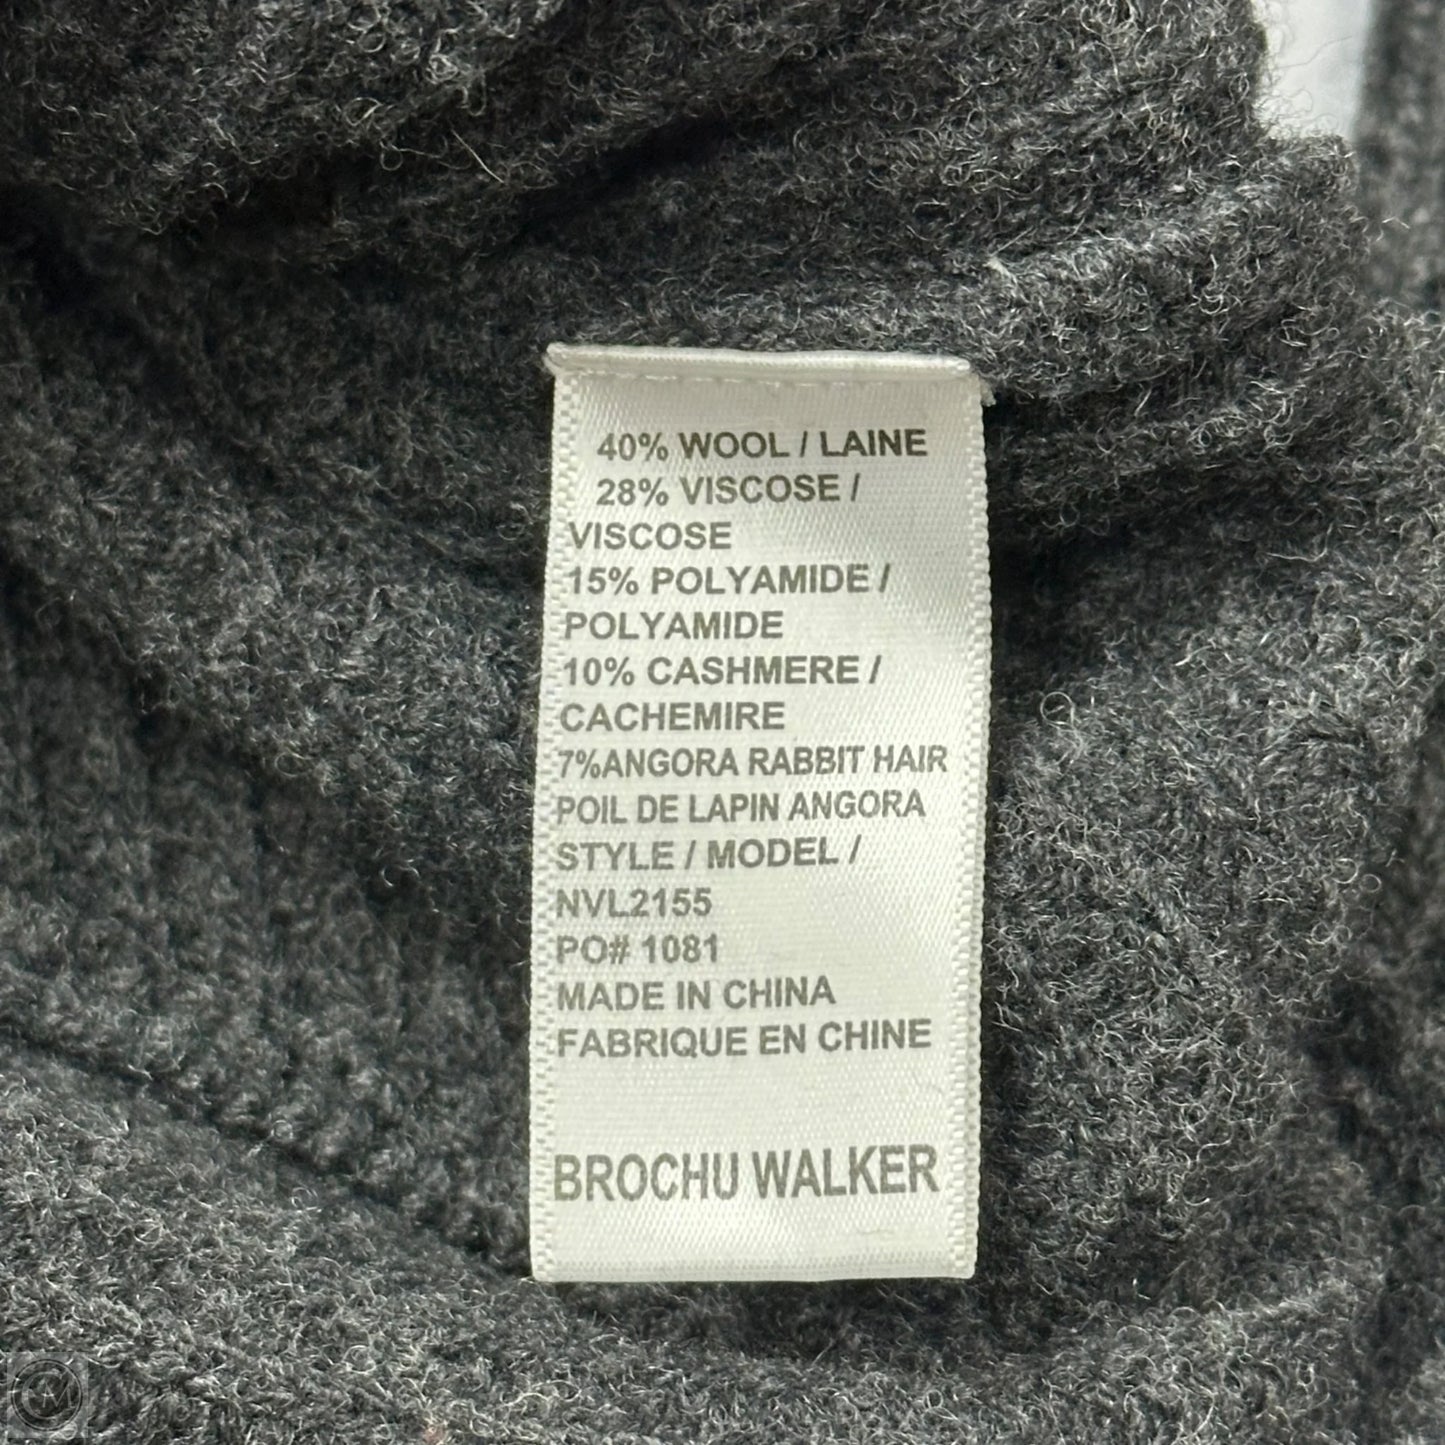 40% WOOL / LAINE
28% VISCOSE /
VISCOSE
15% POLYAMIDE /
POLYAMIDE
10% CASHMERE /
CACHEMIRE
7%ANGORA RABBIT HAIR
POIL DE LAPIN ANGORA
STYLE / MODEL /
NVL2155
PO# 1081
MADE IN CHINA
FABRIQUE EN CHINE
BROCHU WALKER